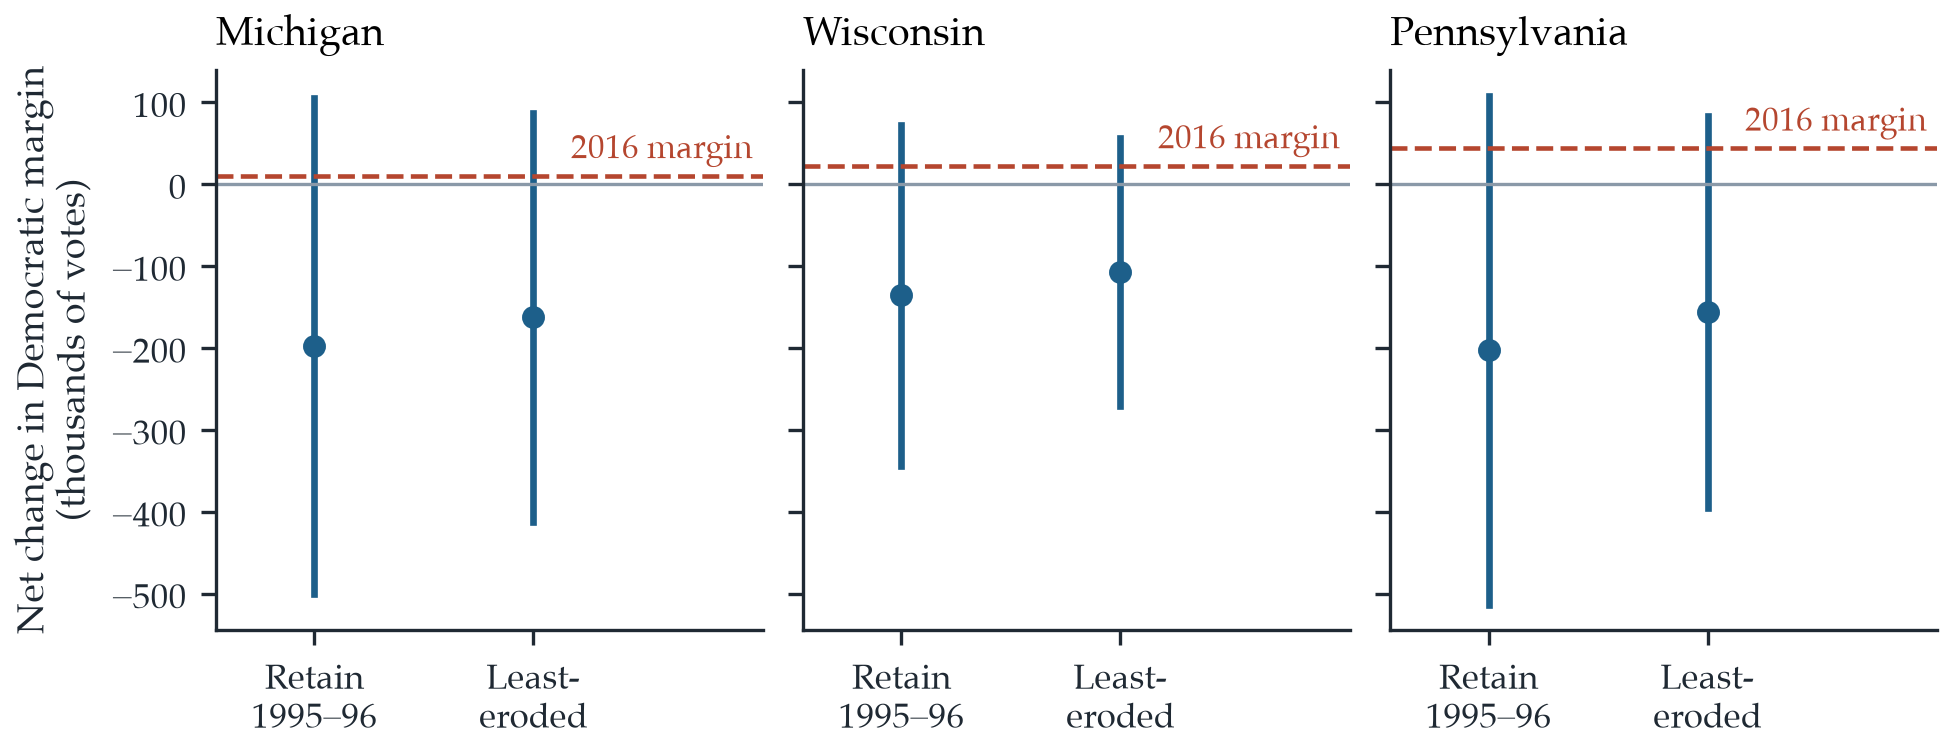 Michigan
Wisconsin
Pennsylvania
Net change in Democratic margin
(thousands of votes)
100
0
–100
–200
–300
–400
–500
2016 margin
2016 margin
2016 margin
Retain
1995–96
Least-
eroded
Retain
1995–96
Least-
eroded
Retain
1995–96
Least-
eroded